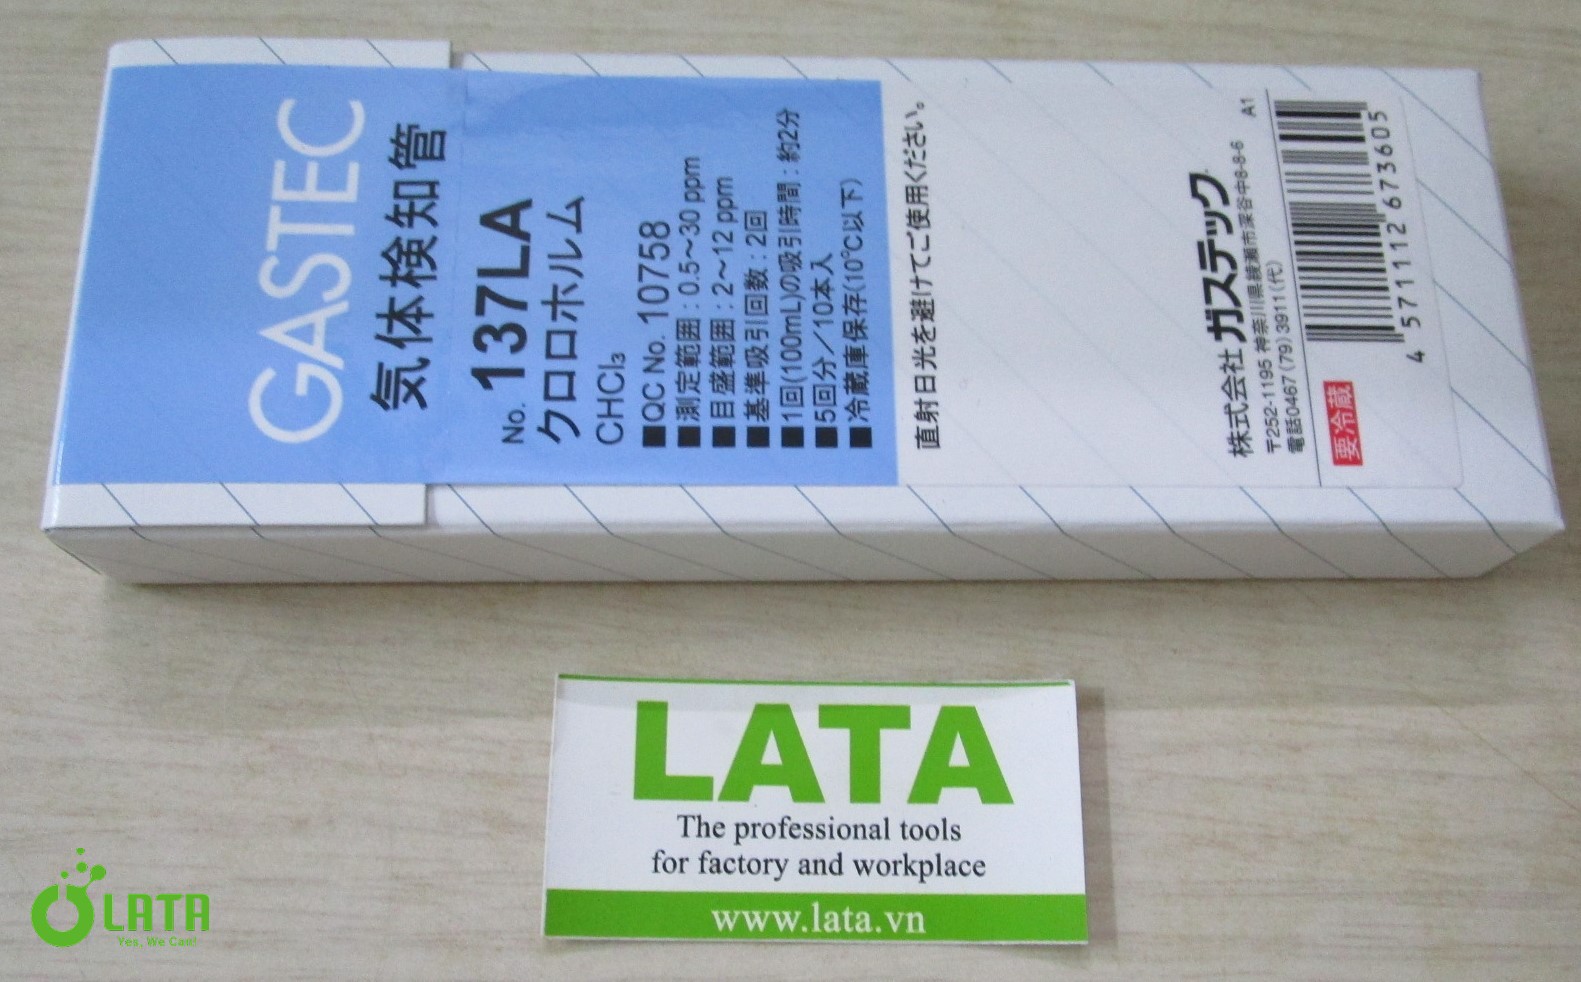 GASTEC
気体検知管
No. 137LA
クロロホルム
CHCl₃
■QC No. 10758
■測定範囲：0.5～30 ppm
■目盛範囲：2～12 ppm
■基準吸引回数：2回
■1回(100mL)の吸引時間：約2分
■5回分／10本入
■冷蔵庫保存(10℃以下)
直射日光を避けてご使用ください。
株式会社 ガステック
〒252-1195 神奈川県綾瀬市深谷中8-8-6
電話0467(79)3911(代)
A1
要冷蔵
4 571112 673605
LATA
The professional tools
for factory and workplace
www.lata.vn
LATA
Yes, We Can!